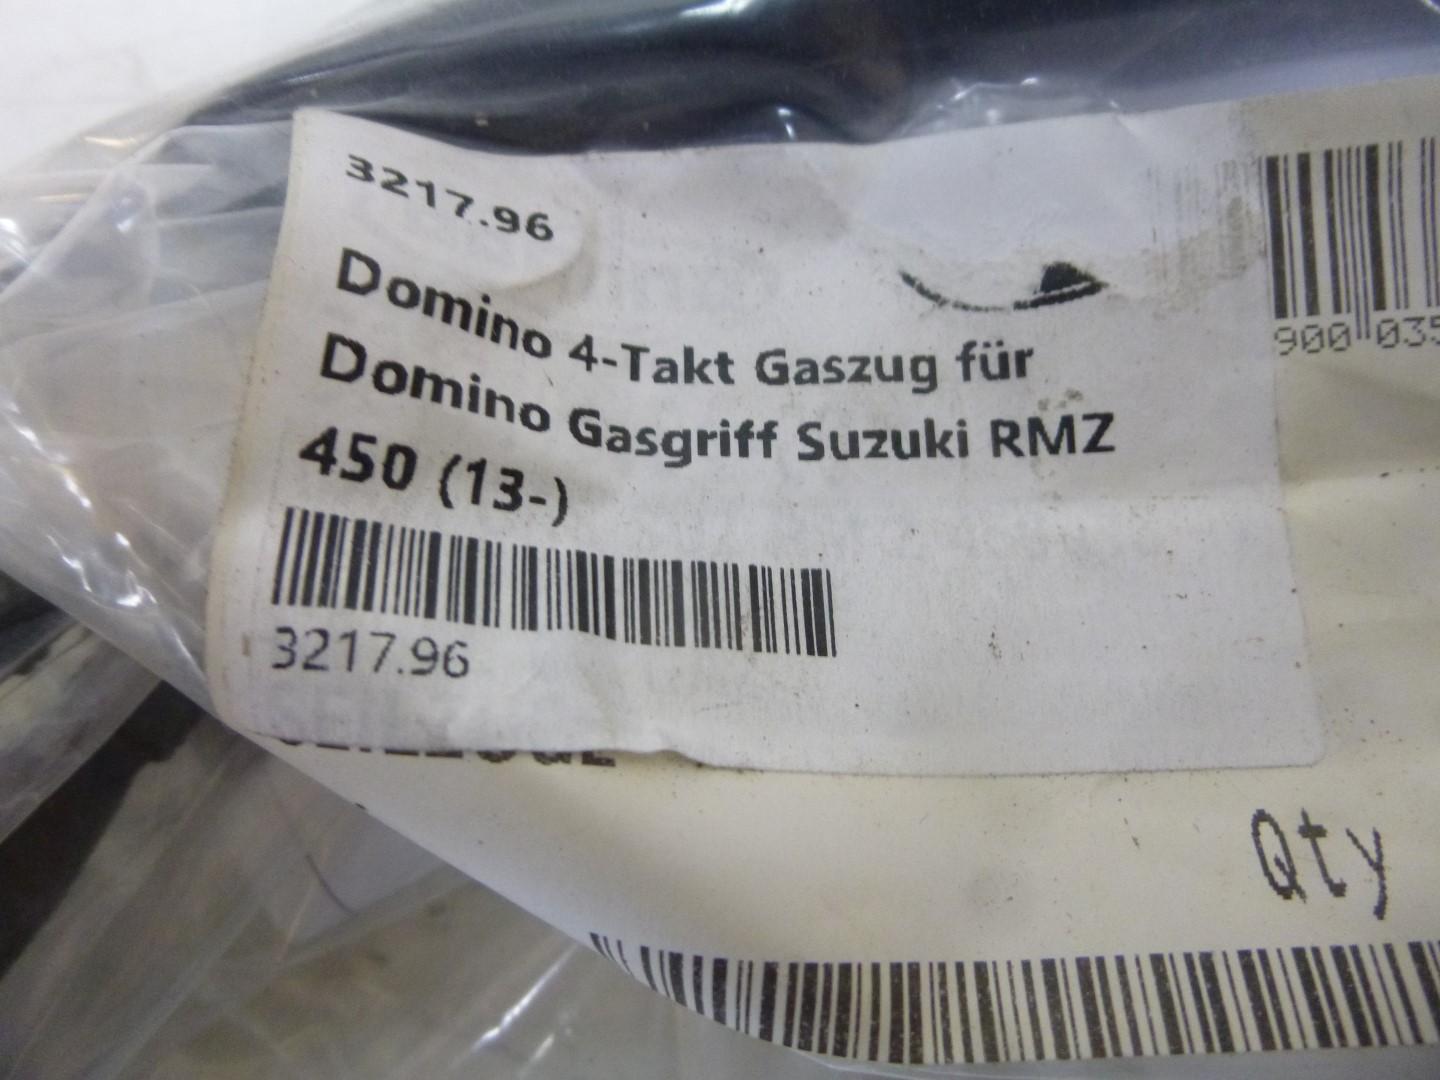 3217.96
Domino 4-Takt Gaszug für
Domino Gasgriff Suzuki RMZ
450 (13-)
3217.96
900 035
Qty